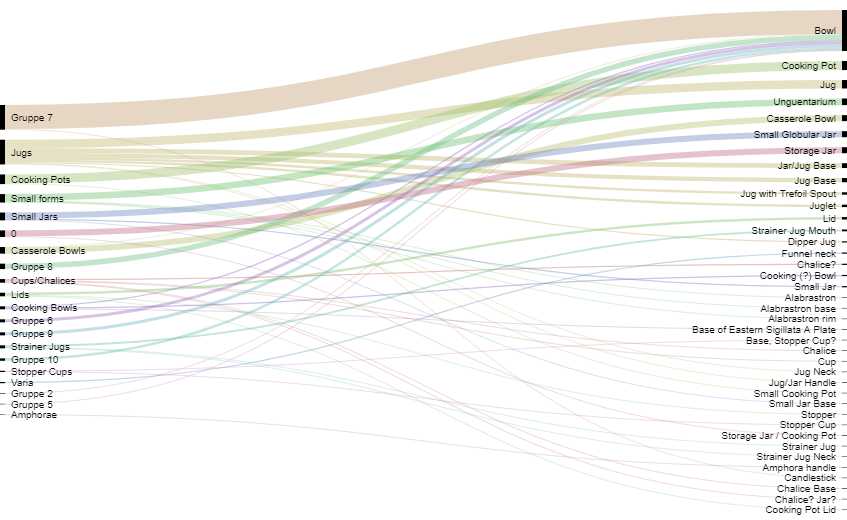 Gruppe 7
Jugs
Cooking Pots
Small forms
Small Jars
0
Casserole Bowls
Gruppe 8
Cups/Chalices
Lids
Cooking Bowls
Gruppe 6
Gruppe 9
Strainer Jugs
Gruppe 10
Stopper Cups
Varia
Gruppe 2
Gruppe 5
Amphorae
Bowl
Cooking Pot
Jug
Unguentarium
Casserole Bowl
Small Globular Jar
Storage Jar
Jar/Jug Base
Jug Base
Jug with Trefoil Spout
Juglet
Lid
Strainer Jug Mouth
Dipper Jug
Funnel neck
Chalice?
Cooking (?) Bowl
Small Jar
Alabastron
Alabastron base
Alabastron rim
Base of Eastern Sigillata A Plate
Base, Stopper Cup?
Chalice
Cup
Jug Neck
Jug/Jar Handle
Small Cooking Pot
Small Jar Base
Stopper
Stopper Cup
Storage Jar / Cooking Pot
Strainer Jug
Strainer Jug Neck
Amphora handle
Candlestick
Chalice Base
Chalice? Jar?
Cooking Pot Lid